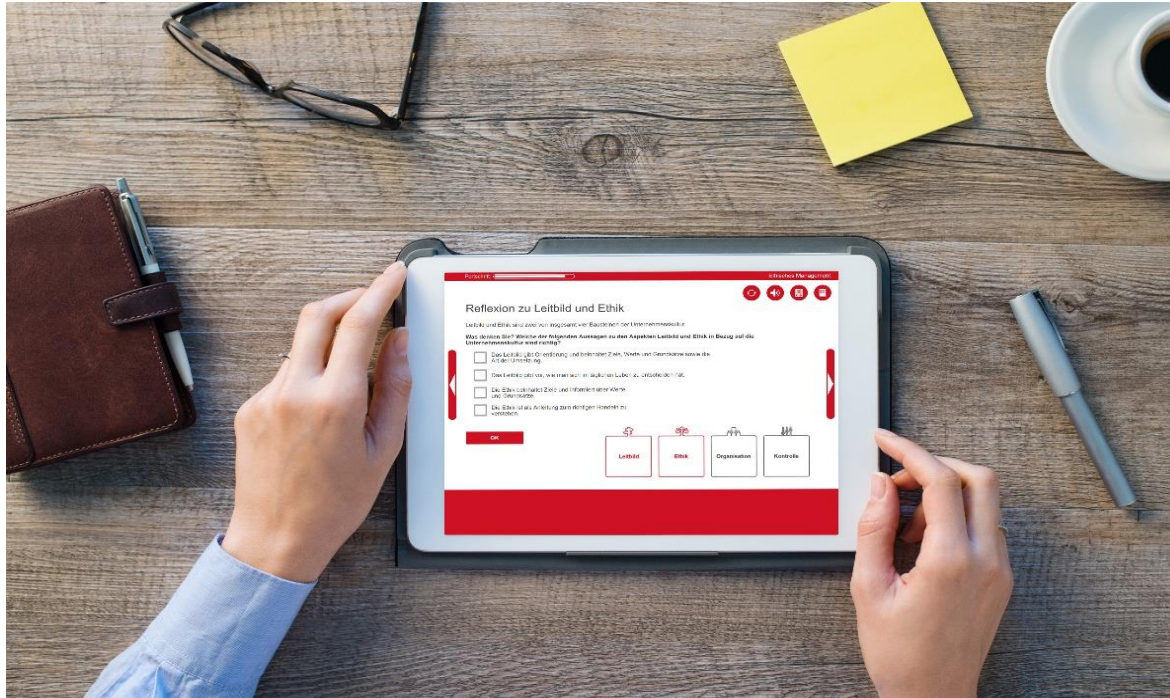 Fortschritt
Ethisches Management
Reflexion zu Leitbild und Ethik
Leitbild und Ethik sind zwei von insgesamt vier Bausteinen der Unternehmenskultur.
Was denken Sie? Welche der folgenden Aussagen zu den Aspekten Leitbild und Ethik in Bezug auf die
Unternehmenskultur sind richtig?
Das Leitbild gibt Orientierung und beinhaltet Ziele, Werte und Grundsätze sowie die
Art der Umsetzung.
Das Leitbild gibt vor, wie man sich im täglichen Leben zu entscheiden hat.
Die Ethik beinhaltet Ziele und informiert über Werte
und Grundsätze.
Die Ethik ist als Anleitung zum richtigen Handeln zu
verstehen.
OK
Leitbild
Ethik
Organisation
Kontrolle